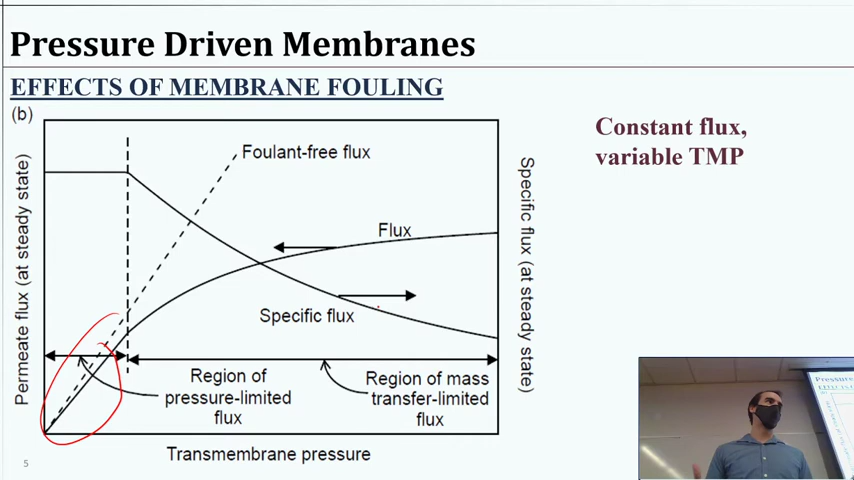 Pressure Driven Membranes
EFFECTS OF MEMBRANE FOULING
(b)
Constant flux,
variable TMP
Foulant-free flux
Flux
Specific flux
Region of
pressure-limited
flux
Region of mass
transfer-limited
flux
Permeate flux (at steady state)
Specific flux (at steady state)
Transmembrane pressure
5
Pressure